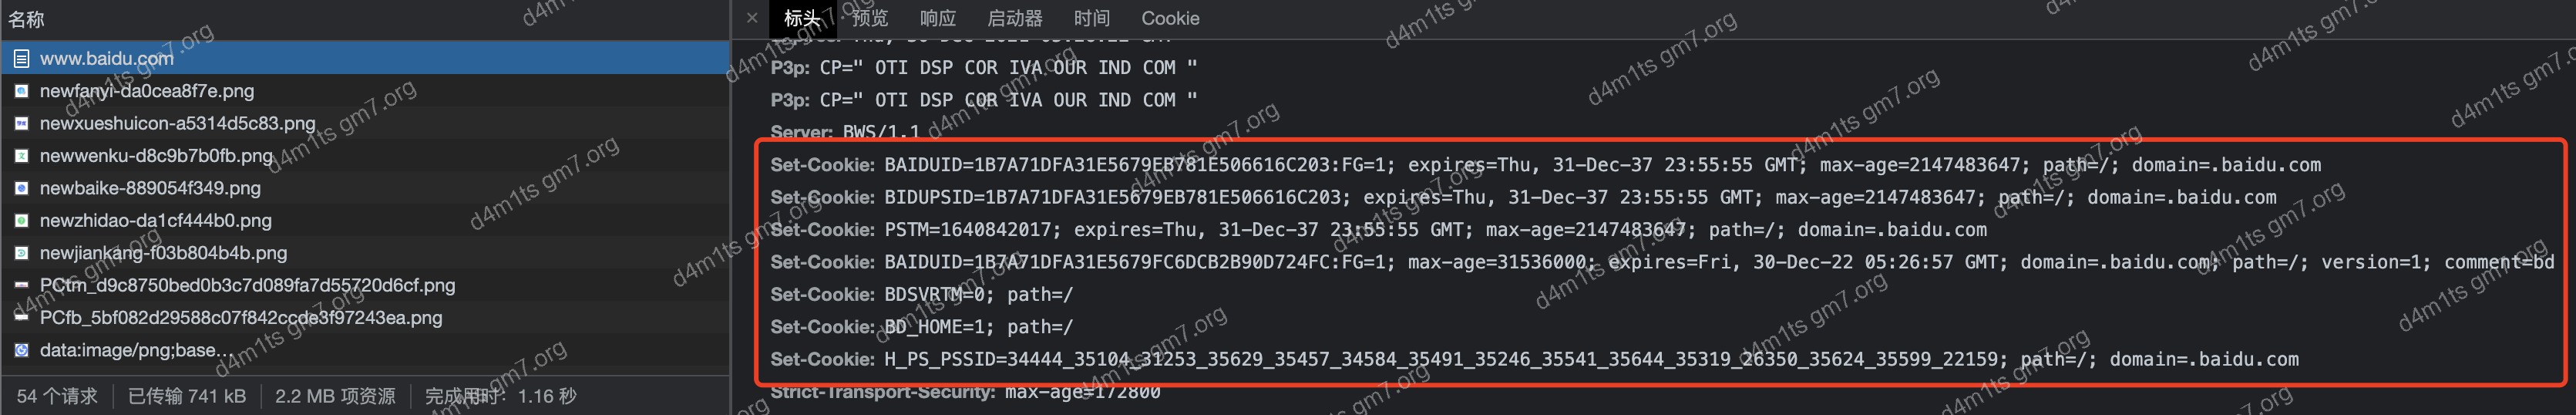 名称
www.baidu.com
newfanyi-da0cea8f7e.png
newxueshuicon-a5314d5c83.png
newwenku-d8c9b7b0fb.png
newbaike-889054f349.png
newzhidao-da1cf444b0.png
newjiankang-f03b804b4b.png
PCtm_d9c8750bed0b3c7d089fa7d55720d6cf.png
PCfb_5bf082d29588c07f842ccde3f97243ea.png
data:image/png;base…
54 个请求 已传输 741 kB 2.2 MB 项资源 完成用时：1.16 秒
× 标头 预览 响应 启动器 时间 Cookie
P3p: CP=" OTI DSP COR IVA OUR IND COM "
P3p: CP=" OTI DSP COR IVA OUR IND COM "
Server: BWS/1.1
Set-Cookie: BAIDUID=1B7A71DFA31E5679EB781E506616C203:FG=1; expires=Thu, 31-Dec-37 23:55:55 GMT; max-age=2147483647; path=/; domain=.baidu.com
Set-Cookie: BIDUPSID=1B7A71DFA31E5679EB781E506616C203; expires=Thu, 31-Dec-37 23:55:55 GMT; max-age=2147483647; path=/; domain=.baidu.com
Set-Cookie: PSTM=1640842017; expires=Thu, 31-Dec-37 23:55:55 GMT; max-age=2147483647; path=/; domain=.baidu.com
Set-Cookie: BAIDUID=1B7A71DFA31E5679FC6DCB2B90D724FC:FG=1; max-age=31536000; expires=Fri, 30-Dec-22 05:26:57 GMT; domain=.baidu.com; path=/; version=1; comment=bd
Set-Cookie: BDSVRTM=0; path=/
Set-Cookie: BD_HOME=1; path=/
Set-Cookie: H_PS_PSSID=34444_35104_31253_35629_35457_34584_35491_35246_35541_35644_35319_26350_35624_35599_22159; path=/; domain=.baidu.com
Strict-Transport-Security: max-age=172800
d4m1ts gm7.org